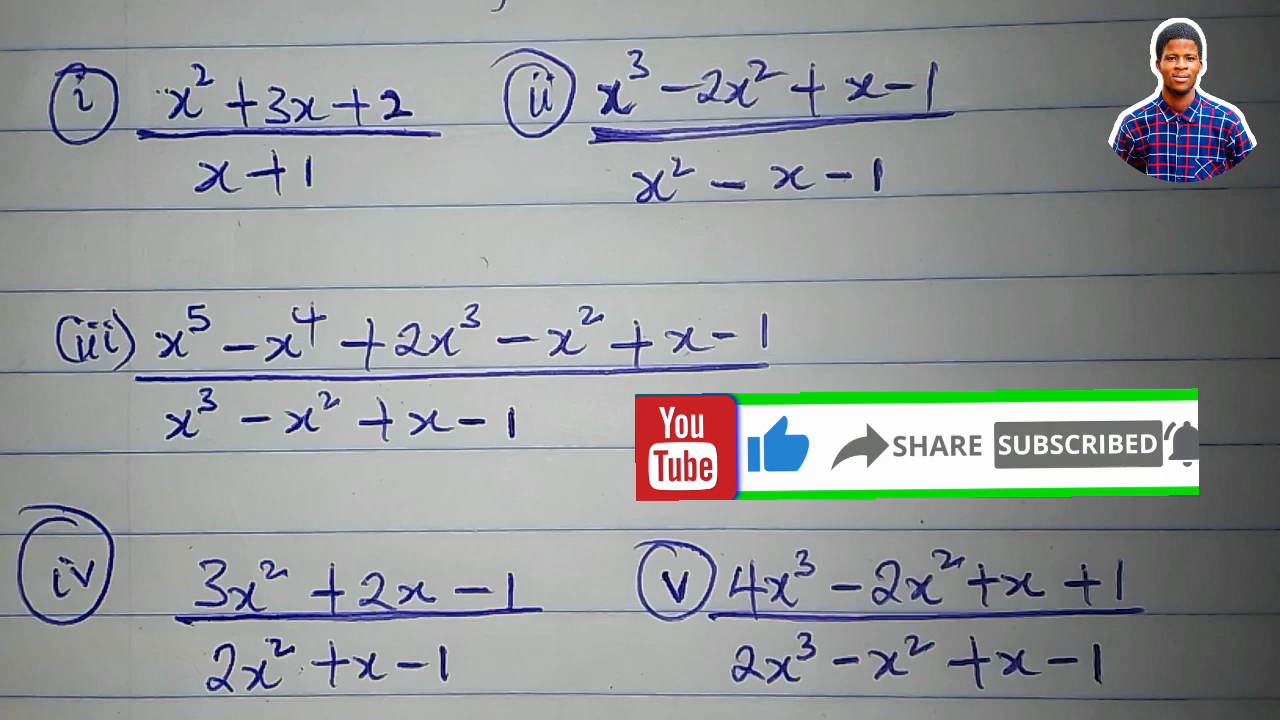 (i) x² + 3x + 2 (ii) x³ - 2x² + x - 1
x + 1 x² - x - 1
(iii) x⁵ - x⁴ + 2x³ - x² + x - 1
x³ - x² + x - 1
You
Tube
SHARE SUBSCRIBED
(iv) 3x² + 2x - 1 (v) 4x³ - 2x² + x + 1
2x² + x - 1 2x³ - x² + x - 1